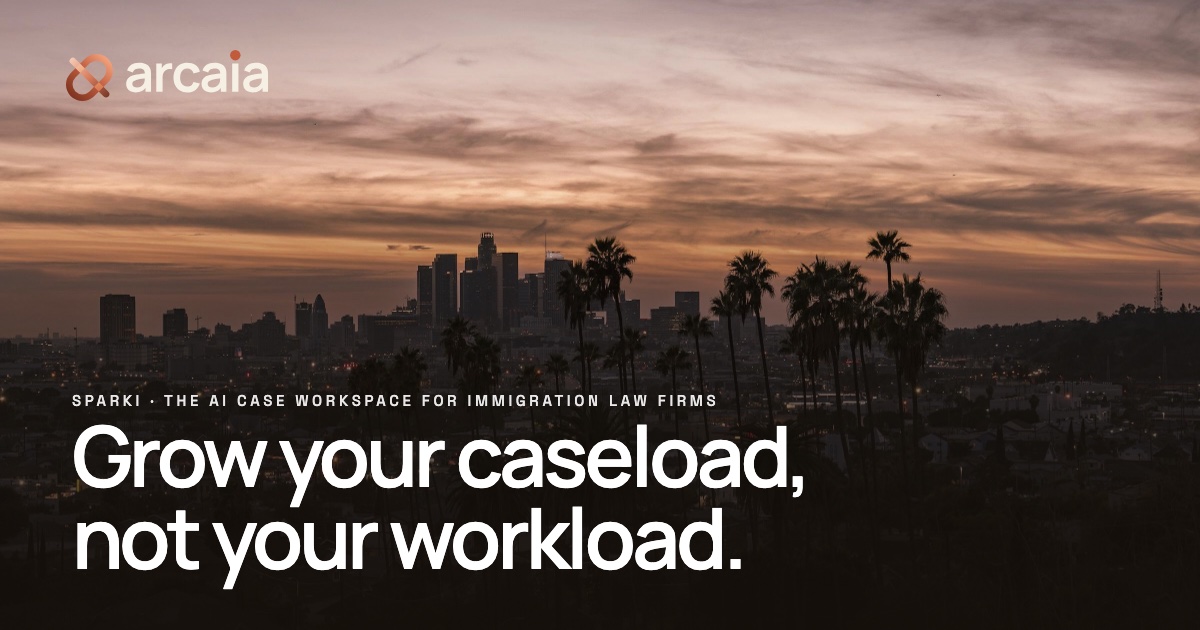 arcaia
SPARKI · THE AI CASE WORKSPACE FOR IMMIGRATION LAW FIRMS
Grow your caseload,
not your workload.